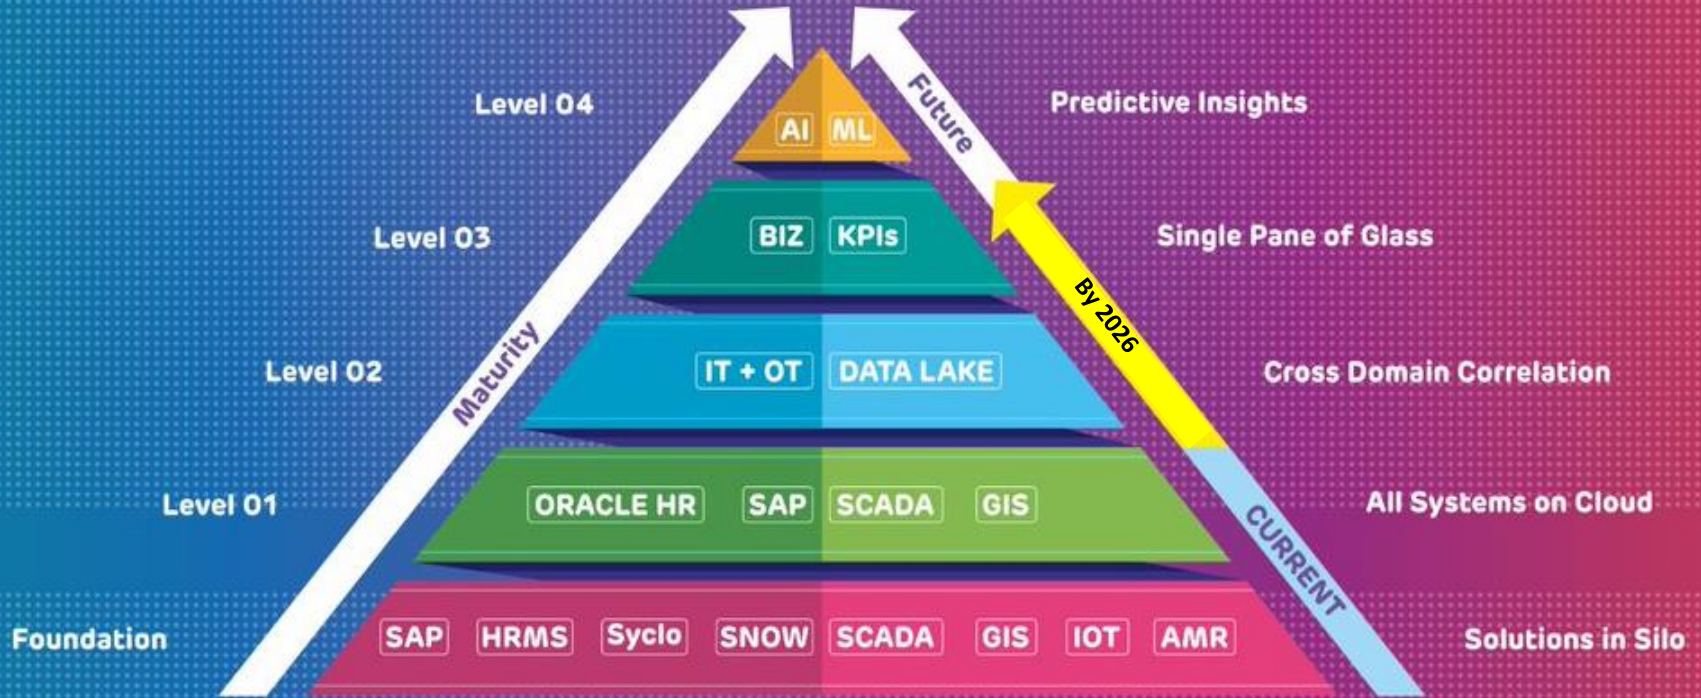 Level 04
AI ML
Future
Predictive Insights
Level 03
BIZ KPIs
Single Pane of Glass
Maturity
Level 02
IT + OT DATA LAKE
By 2026
Cross Domain Correlation
Level 01
ORACLE HR SAP SCADA GIS
CURRENT
All Systems on Cloud
Foundation
SAP HRMS Syclo SNOW SCADA GIS IOT AMR
Solutions in Silo